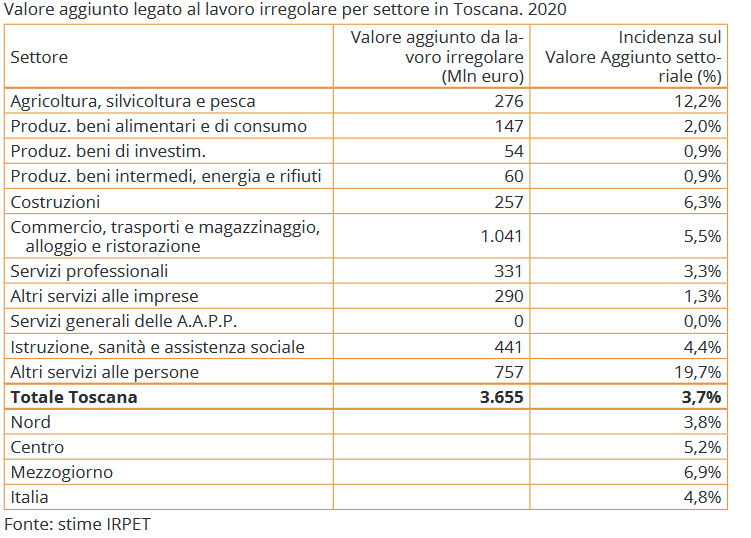 Valore aggiunto legato al lavoro irregolare per settore in Toscana. 2020
Settore
Valore aggiunto da la-
voro irregolare
(Mln euro)
Incidenza sul
Valore Aggiunto setto-
riale (%)
Agricoltura, silvicoltura e pesca 276 12,2%
Produz. beni alimentari e di consumo 147 2,0%
Produz. beni di investim. 54 0,9%
Produz. beni intermedi, energia e rifiuti 60 0,9%
Costruzioni 257 6,3%
Commercio, trasporti e magazzinaggio,
alloggio e ristorazione 1.041 5,5%
Servizi professionali 331 3,3%
Altri servizi alle imprese 290 1,3%
Servizi generali delle A.A.P.P. 0 0,0%
Istruzione, sanità e assistenza sociale 441 4,4%
Altri servizi alle persone 757 19,7%
Totale Toscana 3.655 3,7%
Nord 3,8%
Centro 5,2%
Mezzogiorno 6,9%
Italia 4,8%
Fonte: stime IRPET